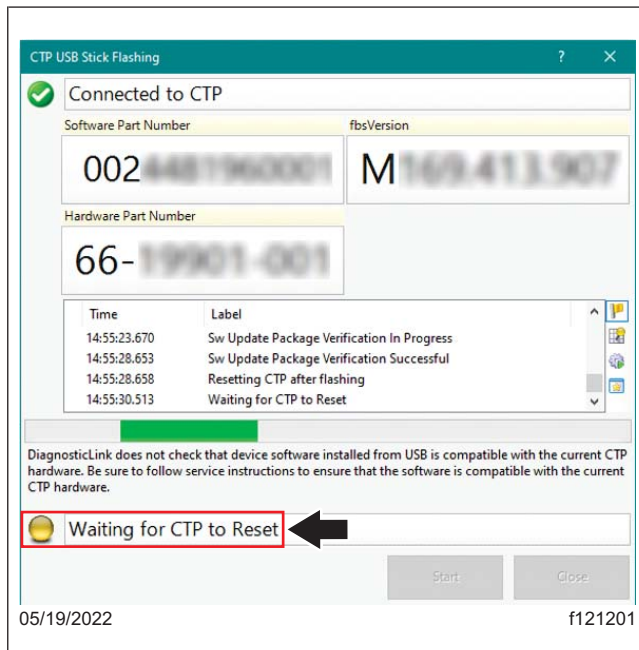 CTP USB Stick Flashing ? ×
Connected to CTP
Software Part Number fbsVersion
002 M
Hardware Part Number
66-
Time Label
14:55:23.670 Sw Update Package Verification In Progress
14:55:28.653 Sw Update Package Verification Successful
14:55:28.658 Resetting CTP after flashing
14:55:30.513 Waiting for CTP to Reset
DiagnosticLink does not check that device software installed from USB is compatible with the current CTP
hardware. Be sure to follow service instructions to ensure that the software is compatible with the current
CTP hardware.
Waiting for CTP to Reset
Start Close
05/19/2022 f121201